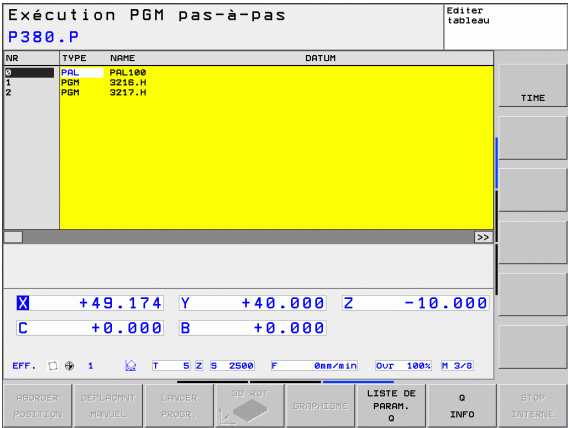 Exécution PGM pas-à-pas
Editer
tableau
P380.P
NR TYPE NAME DATUM
0 PAL PAL100
1 PGM 3216.H
2 PGM 3217.H
TIME
>>
X +49.174 Y +40.000 Z -10.000
C +0.000 B +0.000
EFF. 1 T 5 Z S 2500 F 0mm/min Ovr 100% M 3/8
ABORDER
POSITION
DEPLACMNT
MANUEL
LANCER
PROGR.
3D ROT
GRAPHISME
LISTE DE
PARAM.
Q
Q
INFO
STOP
INTERNE